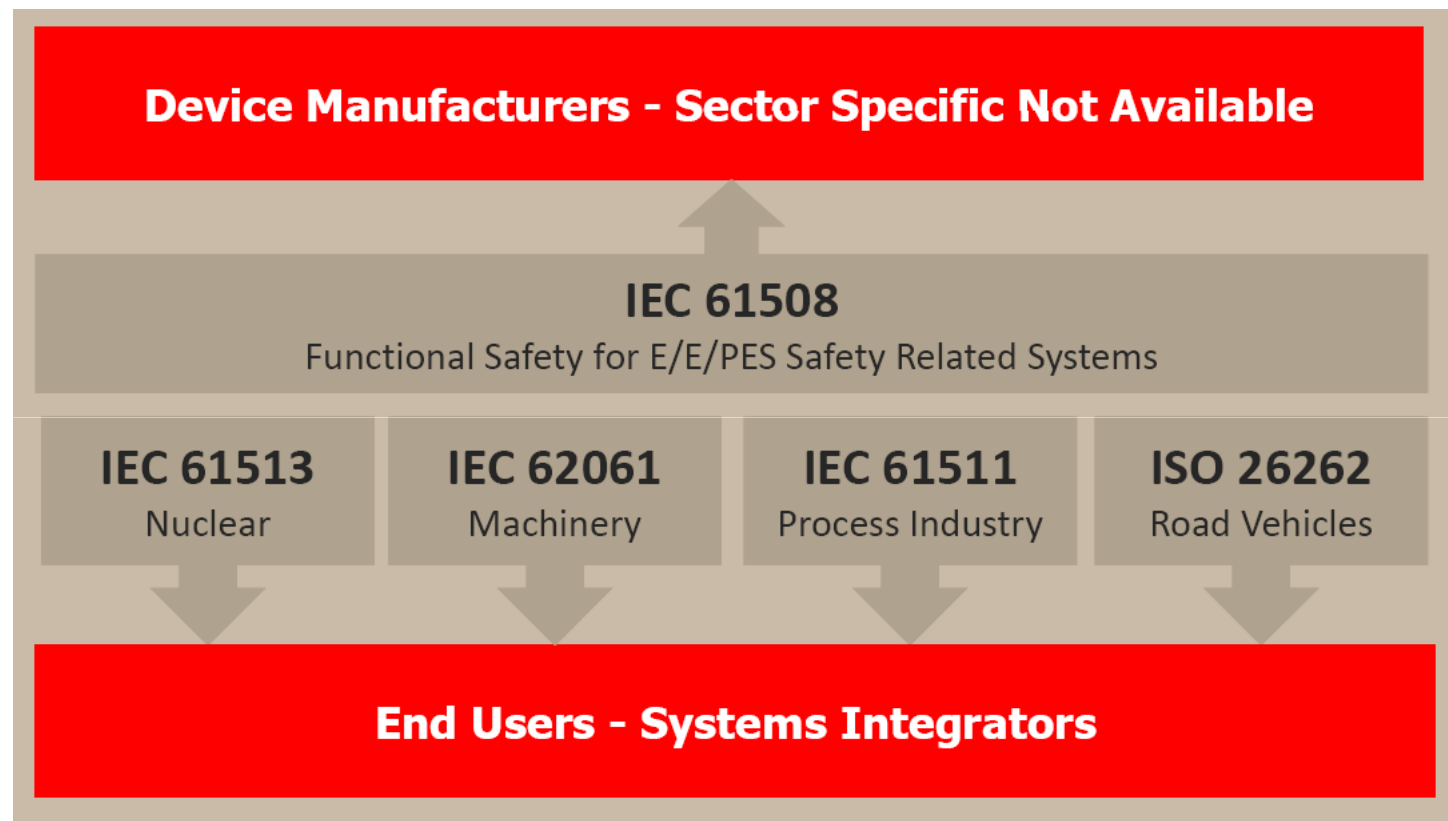 Device Manufacturers - Sector Specific Not Available
IEC 61508
Functional Safety for E/E/PES Safety Related Systems
IEC 61513
Nuclear
IEC 62061
Machinery
IEC 61511
Process Industry
ISO 26262
Road Vehicles
End Users - Systems Integrators